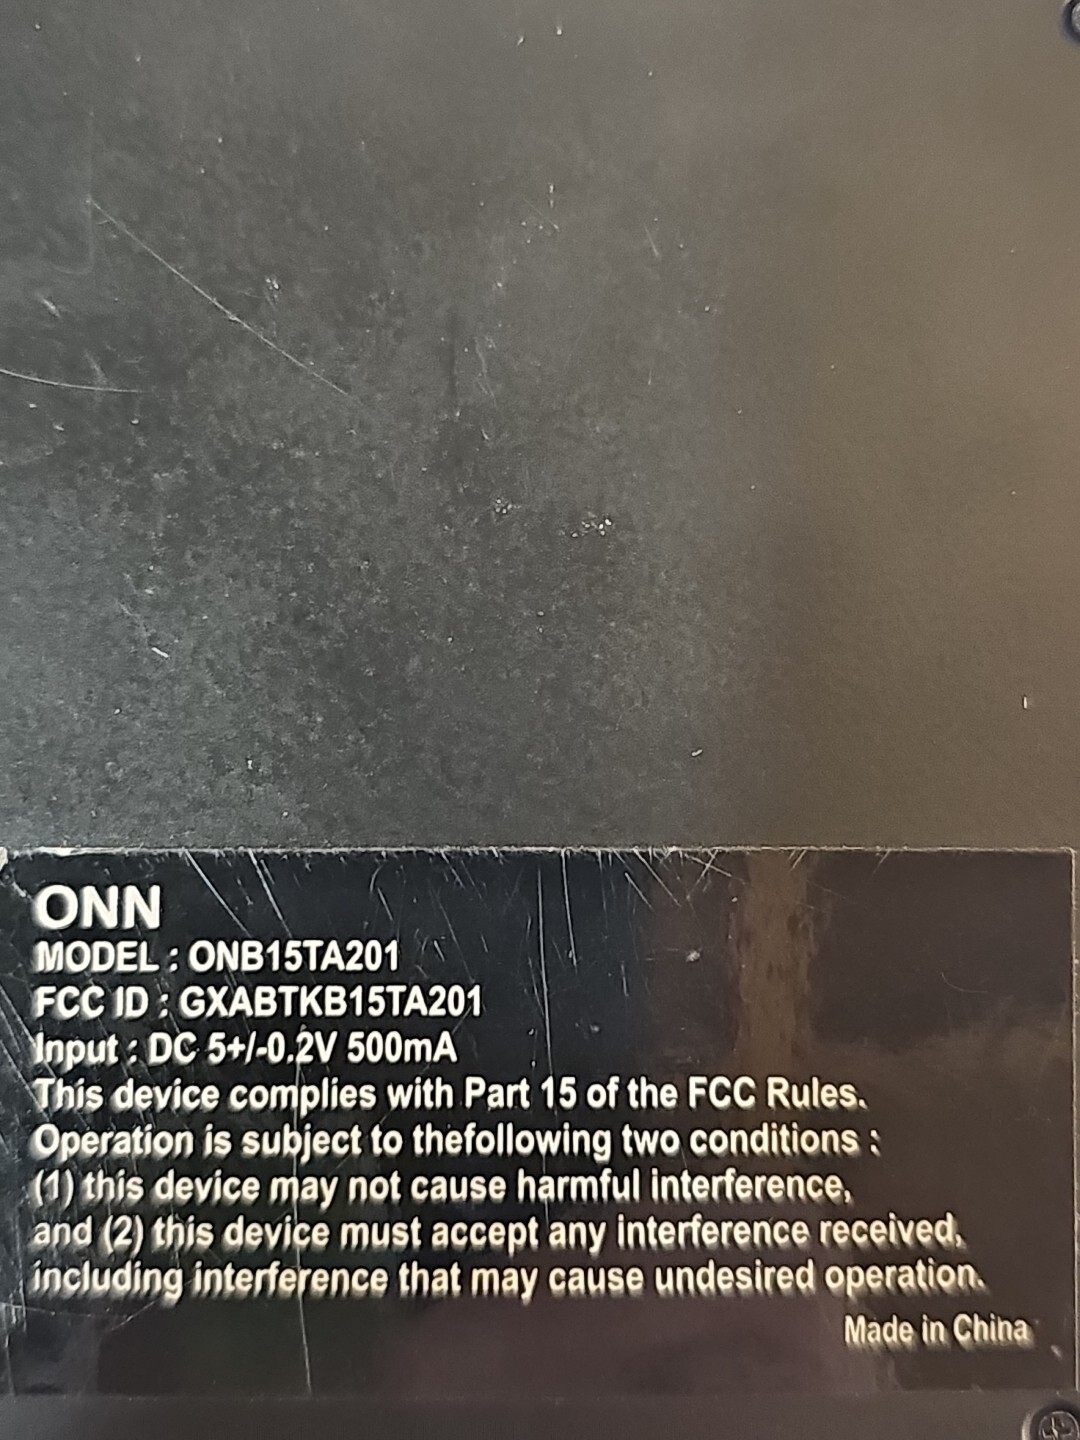 ONN
MODEL : ONB15TA201
FCC ID : GXABTKB15TA201
Input : DC 5+/-0.2V 500mA
This device complies with Part 15 of the FCC Rules.
Operation is subject to thefollowing two conditions :
(1) this device may not cause harmful interference,
and (2) this device must accept any interference received,
including interference that may cause undesired operation.
Made in China